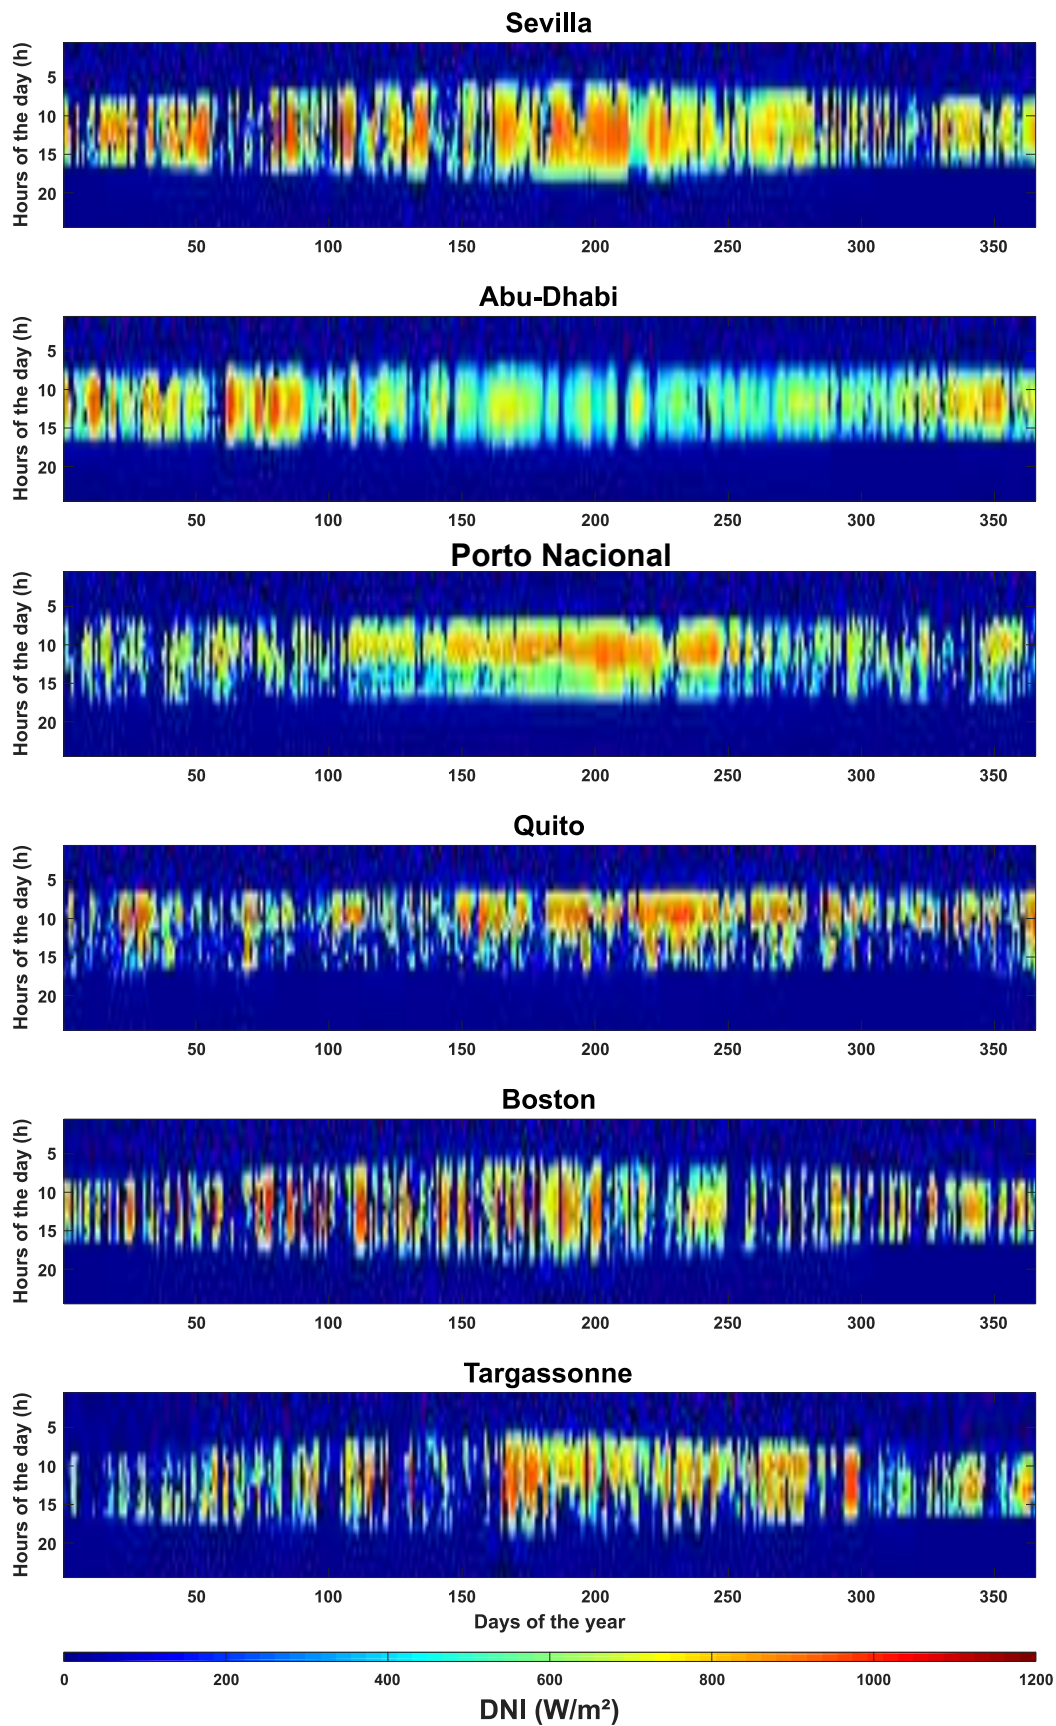 Sevilla
Hours of the day (h)
5
10
15
20
50 100 150 200 250 300 350
Abu-Dhabi
Hours of the day (h)
5
10
15
20
50 100 150 200 250 300 350
Porto Nacional
Hours of the day (h)
5
10
15
20
50 100 150 200 250 300 350
Quito
Hours of the day (h)
5
10
15
20
50 100 150 200 250 300 350
Boston
Hours of the day (h)
5
10
15
20
50 100 150 200 250 300 350
Targassonne
Hours of the day (h)
5
10
15
20
50 100 150 200 250 300 350
Days of the year
0 200 400 600 800 1000 1200
DNI (W/m²)